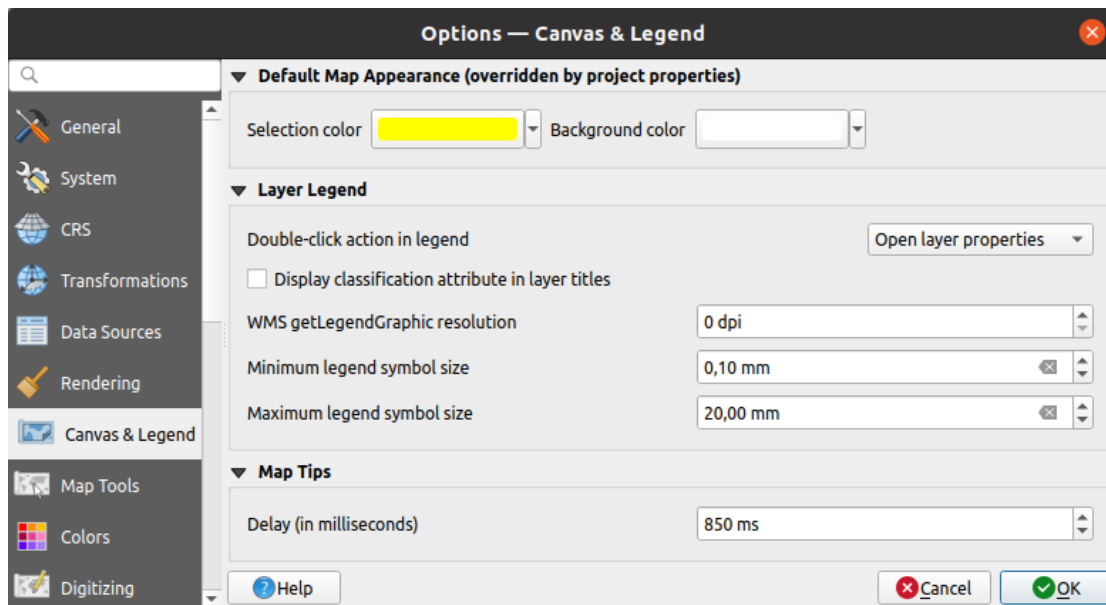 Options — Canvas & Legend
General
System
CRS
Transformations
Data Sources
Rendering
Canvas & Legend
Map Tools
Colors
Digitizing
Default Map Appearance (overridden by project properties)
Selection color Background color
Layer Legend
Double-click action in legend Open layer properties
Display classification attribute in layer titles
WMS getLegendGraphic resolution 0 dpi
Minimum legend symbol size 0,10 mm
Maximum legend symbol size 20,00 mm
Map Tips
Delay (in milliseconds) 850 ms
Help Cancel OK